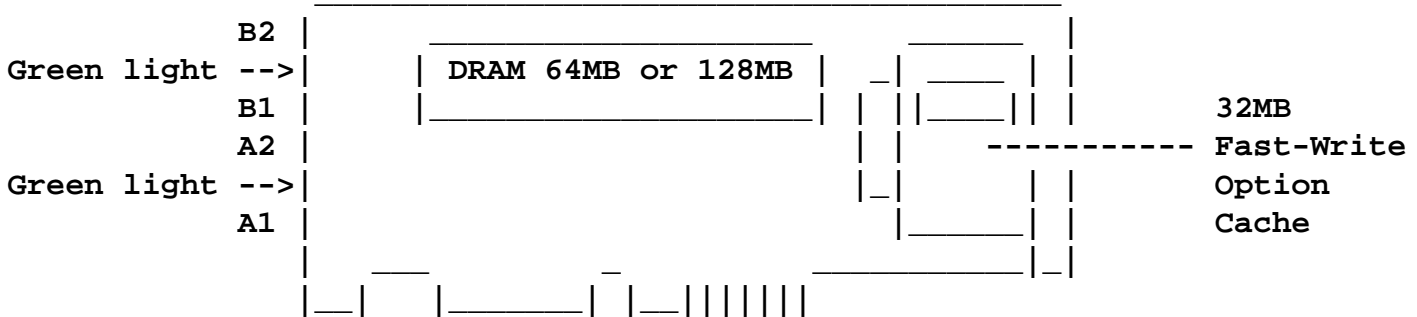 B2
Green light --> DRAM 64MB or 128MB
B1 32MB
A2 ----------- Fast-Write
Green light --> Option
A1 Cache